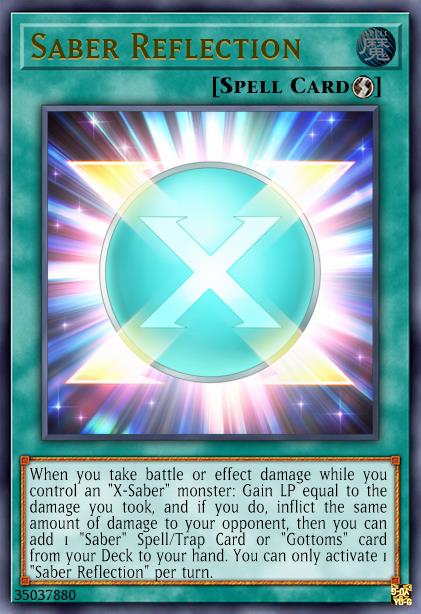 SABER REFLECTION
魔
[SPELL CARD]
X
When you take battle or effect damage while you
control an "X-Saber" monster: Gain LP equal to the
damage you took, and if you do, inflict the same
amount of damage to your opponent, then you can
add 1 "Saber" Spell/Trap Card or "Gottoms" card
from your Deck to your hand. You can only activate 1
"Saber Reflection" per turn.
35037880